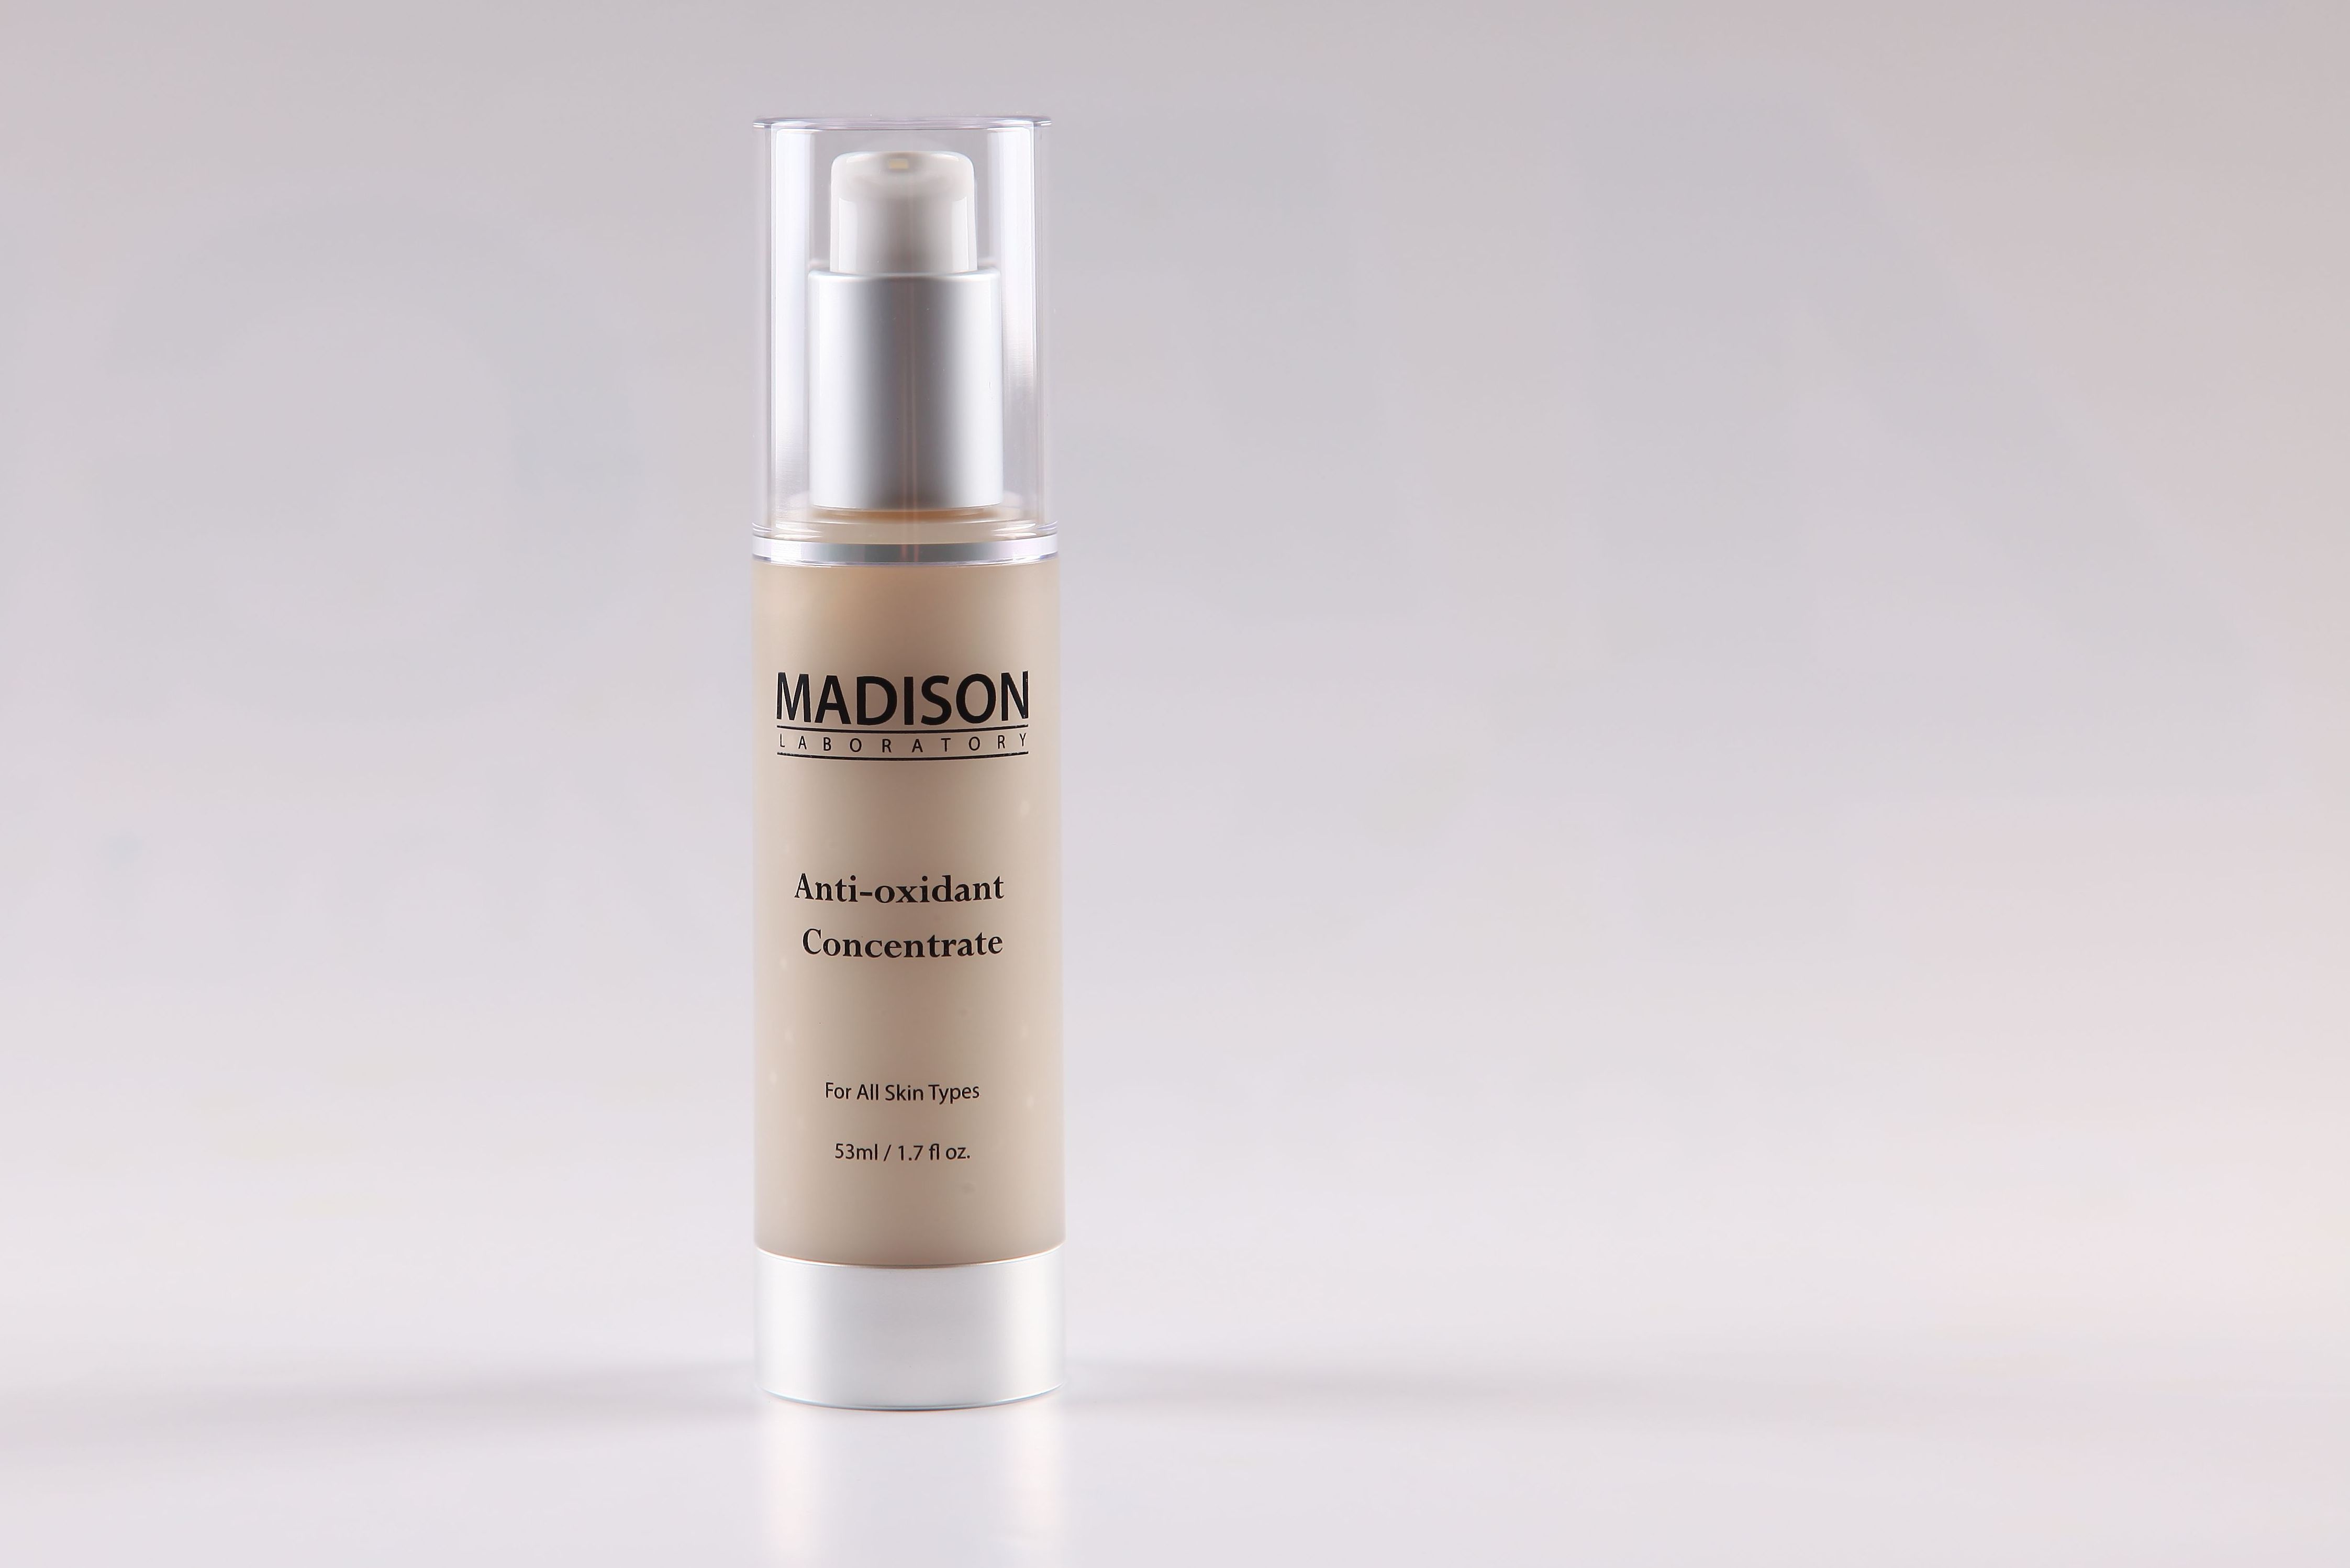 MADISON
LABORATORY
Anti-oxidant
Concentrate
For All Skin Types
53ml / 1.7 fl oz.